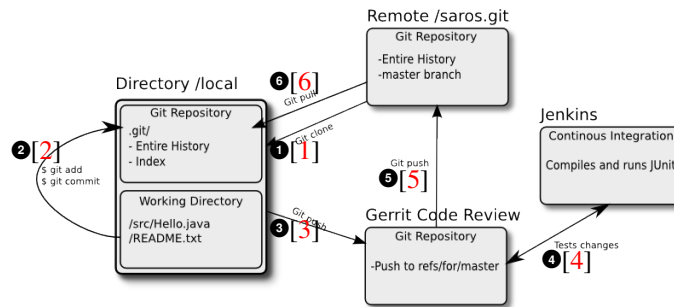 Remote /saros.git
Git Repository
-Entire History
-master branch
6 [6]
Git pull
Directory /local
Git Repository
.git/
- Entire History
- Index
1 [1]
Git clone
2 [2]
$ git add
$ git commit
Working Directory
/src/Hello.java
/README.txt
3 [3]
Git push
Git push
5 [5]
Gerrit Code Review
Git Repository
-Push to refs/for/master
Jenkins
Continous Integration
Compiles and runs JUnit
Tests changes
4 [4]